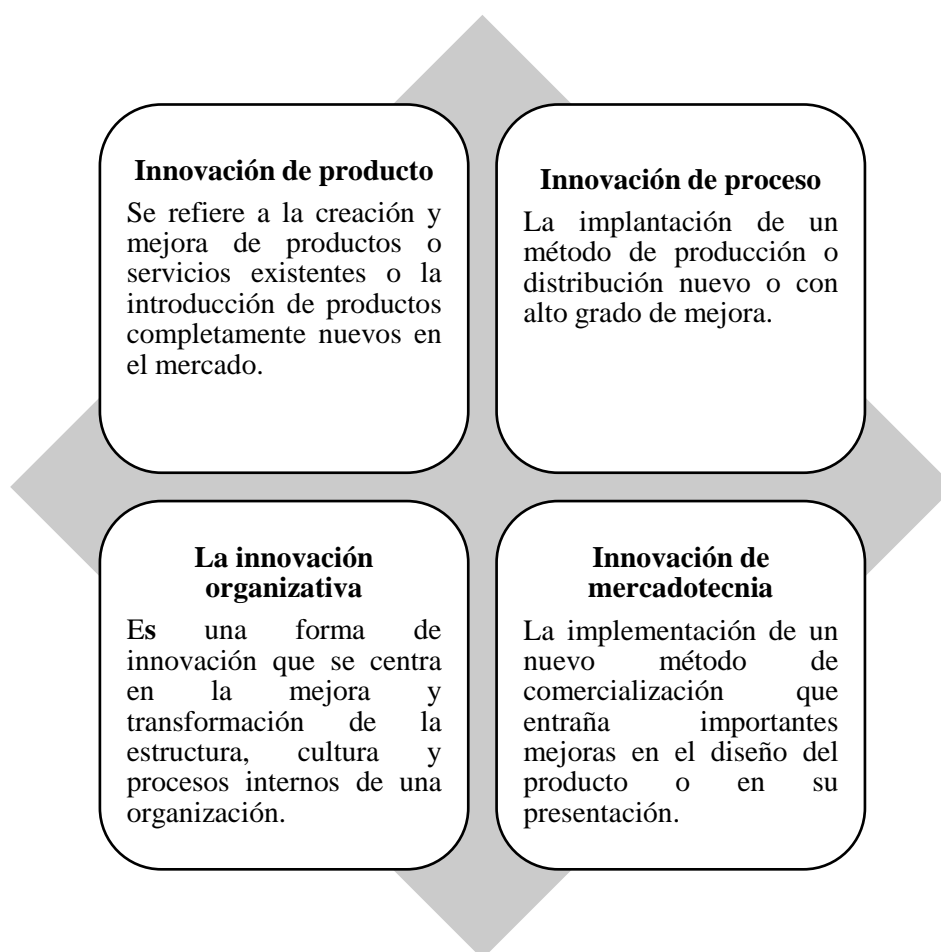 Innovación de producto
Se refiere a la creación y
mejora de productos o
servicios existentes o la
introducción de productos
completamente nuevos en
el mercado.
Innovación de proceso
La implantación de un
método de producción o
distribución nuevo o con
alto grado de mejora.
La innovación
organizativa
Es una forma de
innovación que se centra
en la mejora y
transformación de la
estructura, cultura y
procesos internos de una
organización.
Innovación de
mercadotecnia
La implementación de un
nuevo método de
comercialización que
entraña importantes
mejoras en el diseño del
producto o en su
presentación.